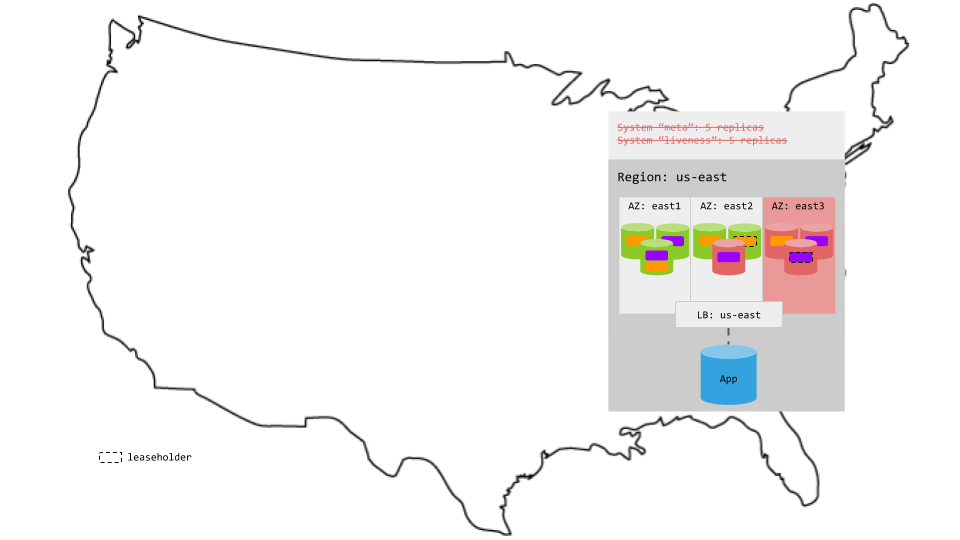 System “meta”: 5 replicas
System “liveness”: 5 replicas
Region: us-east
AZ: east1
AZ: east2
AZ: east3
LB: us-east
App
leaseholder